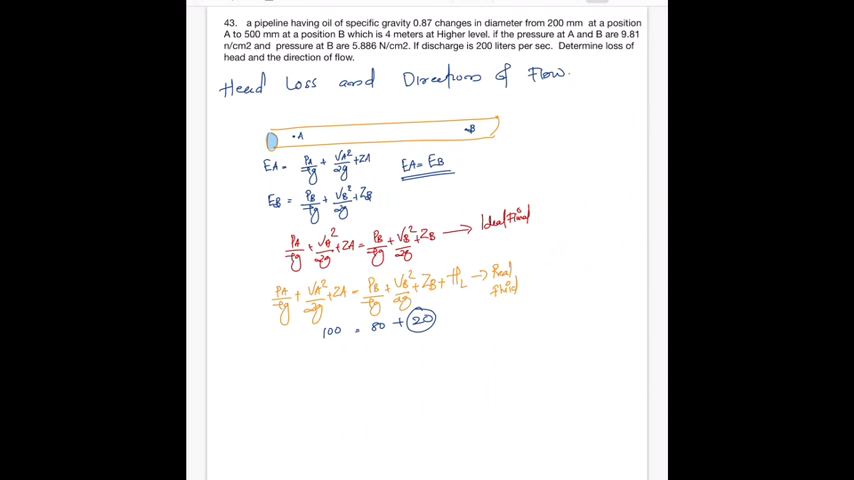 43. a pipeline having oil of specific gravity 0.87 changes in diameter from 200 mm at a position
A to 500 mm at a position B which is 4 meters at Higher level. if the pressure at A and B are 9.81
n/cm2 and pressure at B are 5.886 N/cm2. If discharge is 200 liters per sec. Determine loss of
head and the direction of flow.
Head Loss and Directions of Flow.
A B
EA = PA/ρg + VA²/2g + ZA EA = EB
EB = PB/ρg + VB²/2g + ZB
PA/ρg + VA²/2g + ZA = PB/ρg + VB²/2g + ZB → Ideal Fluid
PA/ρg + VA²/2g + ZA = PB/ρg + VB²/2g + ZB + HL → Real fluid
100 = 80 + 20